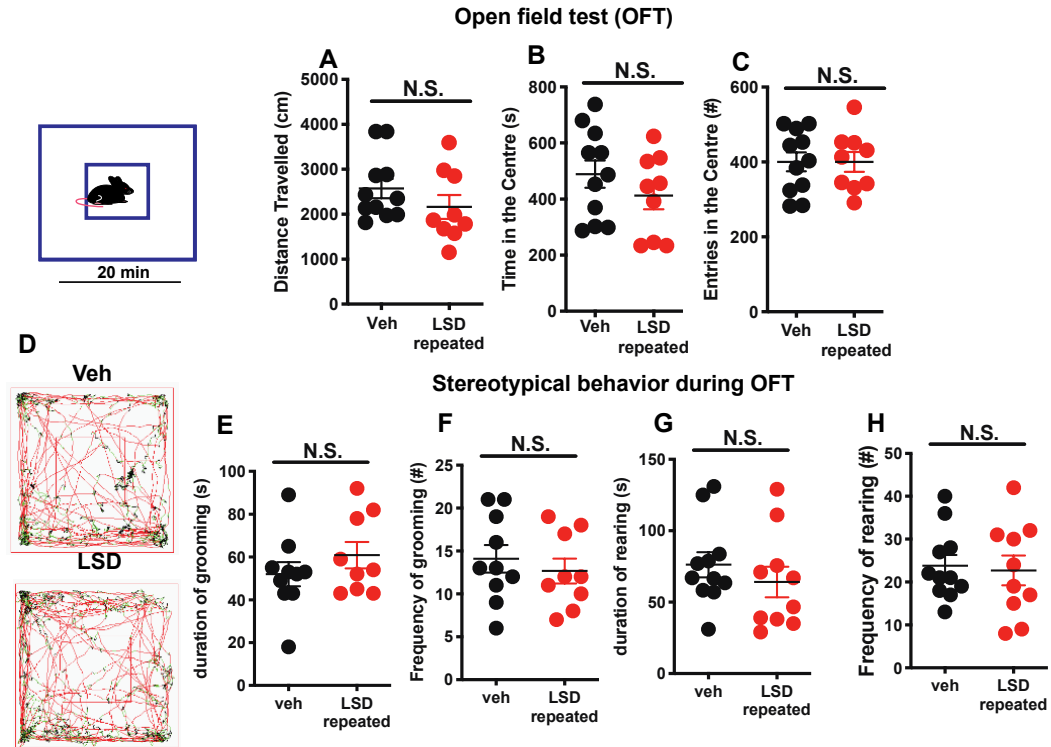 Open field test (OFT)
20 min
A
N.S.
Distance Travelled (cm)
5000
4000
3000
2000
1000
0
Veh
LSD
repeated
B
N.S.
Time in the Centre (s)
800
600
400
200
0
Veh
LSD
repeated
C
N.S.
Entries in the Centre (#)
600
400
200
0
Veh
LSD
repeated
D
Veh
LSD
Stereotypical behavior during OFT
E
N.S.
duration of grooming (s)
100
80
60
40
20
0
veh
LSD
repeated
F
N.S.
Frequency of grooming (#)
25
20
15
10
5
0
veh
LSD
repeated
G
N.S.
duration of rearing (s)
150
100
50
0
veh
LSD
repeated
H
N.S.
Frequency of rearing (#)
50
40
30
20
10
0
veh
LSD
repeated